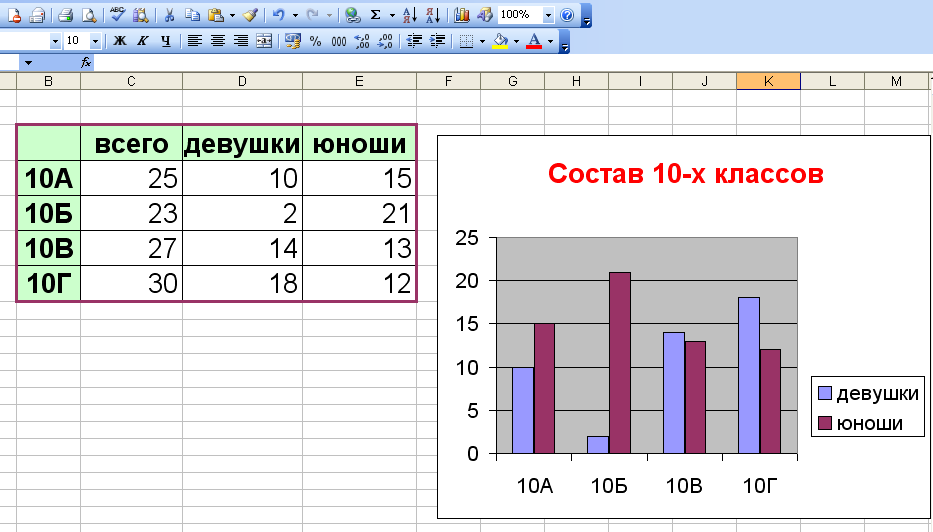 100%
10 Ж К Ч % 000
fx
B C D E F G H I J K L M
всего девушки юноши
10А 25 10 15
10Б 23 2 21
10В 27 14 13
10Г 30 18 12
Состав 10-х классов
25
20
15
10
5
0
10А 10Б 10В 10Г
девушки
юноши